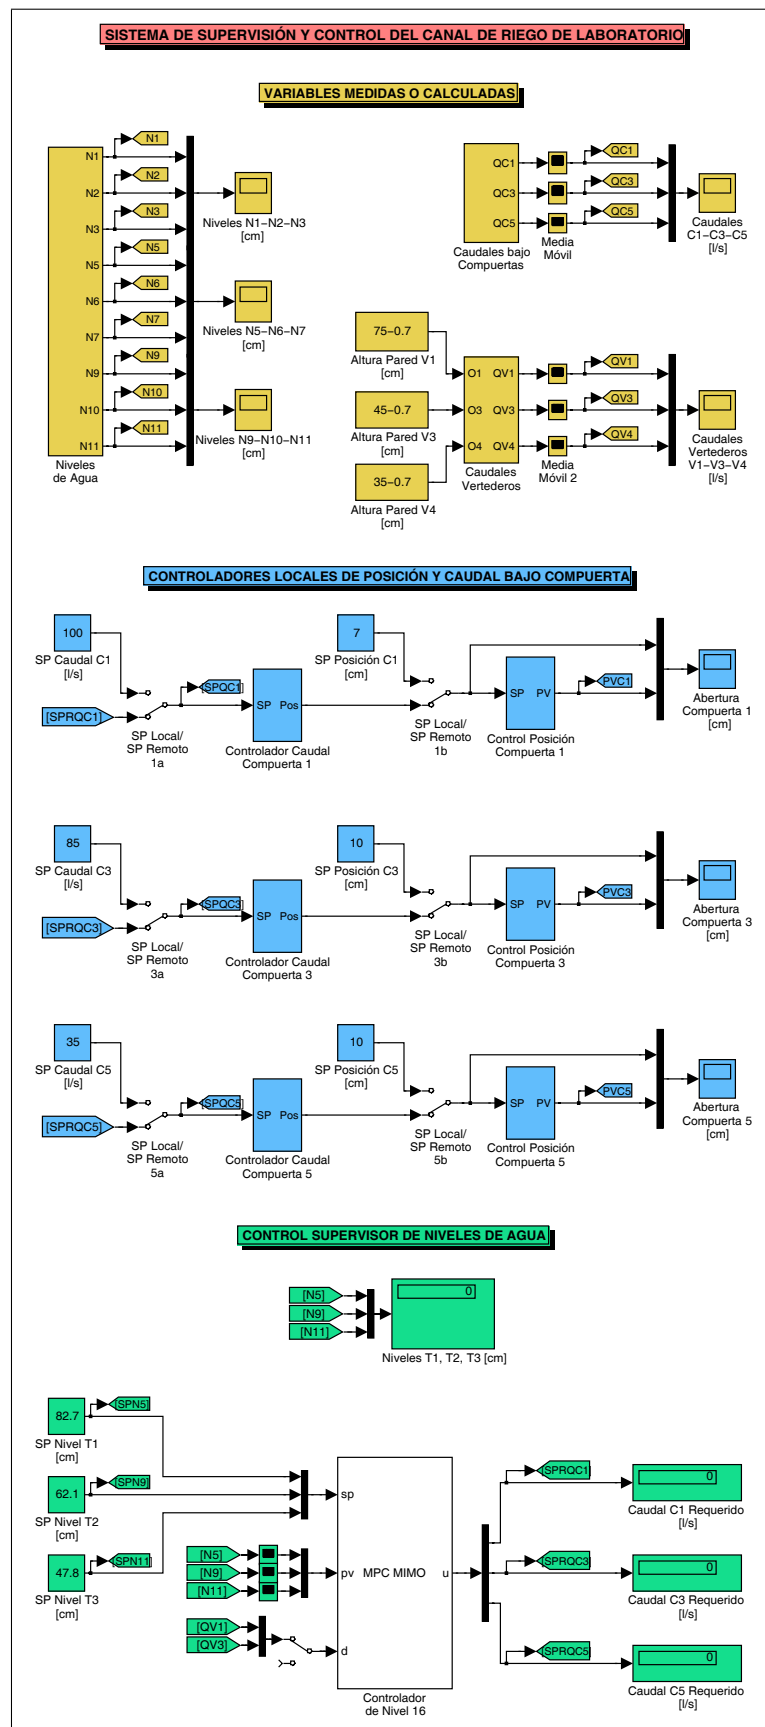 SISTEMA DE SUPERVISIÓN Y CONTROL DEL CANAL DE RIEGO DE LABORATORIO
VARIABLES MEDIDAS O CALCULADAS
N1
N2
N3
N5
N6
N7
N9
N10
N11
N1
N2
N3
N5
N6
N7
N9
N10
N11
Niveles
de Agua
Niveles N1−N2−N3
[cm]
Niveles N5−N6−N7
[cm]
Niveles N9−N10−N11
[cm]
QC1
QC3
QC5
Caudales bajo
Compuertas
Media
Móvil
QC1
QC3
QC5
Caudales
C1−C3−C5
[l/s]
75−0.7
Altura Pared V1
[cm]
45−0.7
Altura Pared V3
[cm]
35−0.7
Altura Pared V4
[cm]
O1 QV1
O3 QV3
O4 QV4
Caudales
Vertederos
Media
Móvil 2
QV1
QV3
QV4
Caudales
Vertederos
V1−V3−V4
[l/s]
CONTROLADORES LOCALES DE POSICIÓN Y CAUDAL BAJO COMPUERTA
100
SP Caudal C1
[l/s]
[SPRQC1]
SP Local/
SP Remoto
1a
[SPQC1]
SP Pos
Controlador Caudal
Compuerta 1
7
SP Posición C1
[cm]
SP Local/
SP Remoto
1b
SP PV
Control Posición
Compuerta 1
PVC1
Abertura
Compuerta 1
[cm]
85
SP Caudal C3
[l/s]
[SPRQC3]
SP Local/
SP Remoto
3a
[SPQC3]
SP Pos
Controlador Caudal
Compuerta 3
10
SP Posición C3
[cm]
SP Local/
SP Remoto
3b
SP PV
Control Posición
Compuerta 3
PVC3
Abertura
Compuerta 3
[cm]
35
SP Caudal C5
[l/s]
[SPRQC5]
SP Local/
SP Remoto
5a
[SPQC5]
SP Pos
Controlador Caudal
Compuerta 5
10
SP Posición C5
[cm]
SP Local/
SP Remoto
5b
SP PV
Control Posición
Compuerta 5
PVC5
Abertura
Compuerta 5
[cm]
CONTROL SUPERVISOR DE NIVELES DE AGUA
[N5]
[N9]
[N11]
0
Niveles T1, T2, T3 [cm]
82.7
SP Nivel T1
[cm]
[SPN5]
62.1
SP Nivel T2
[cm]
[SPN9]
47.8
SP Nivel T3
[cm]
[SPN11]
[N5]
[N9]
[N11]
[QV1]
[QV3]
sp
pv MPC MIMO u
d
Controlador
de Nivel 16
[SPRQC1]
0
Caudal C1 Requerido
[l/s]
[SPRQC3]
0
Caudal C3 Requerido
[l/s]
[SPRQC5]
0
Caudal C5 Requerido
[l/s]